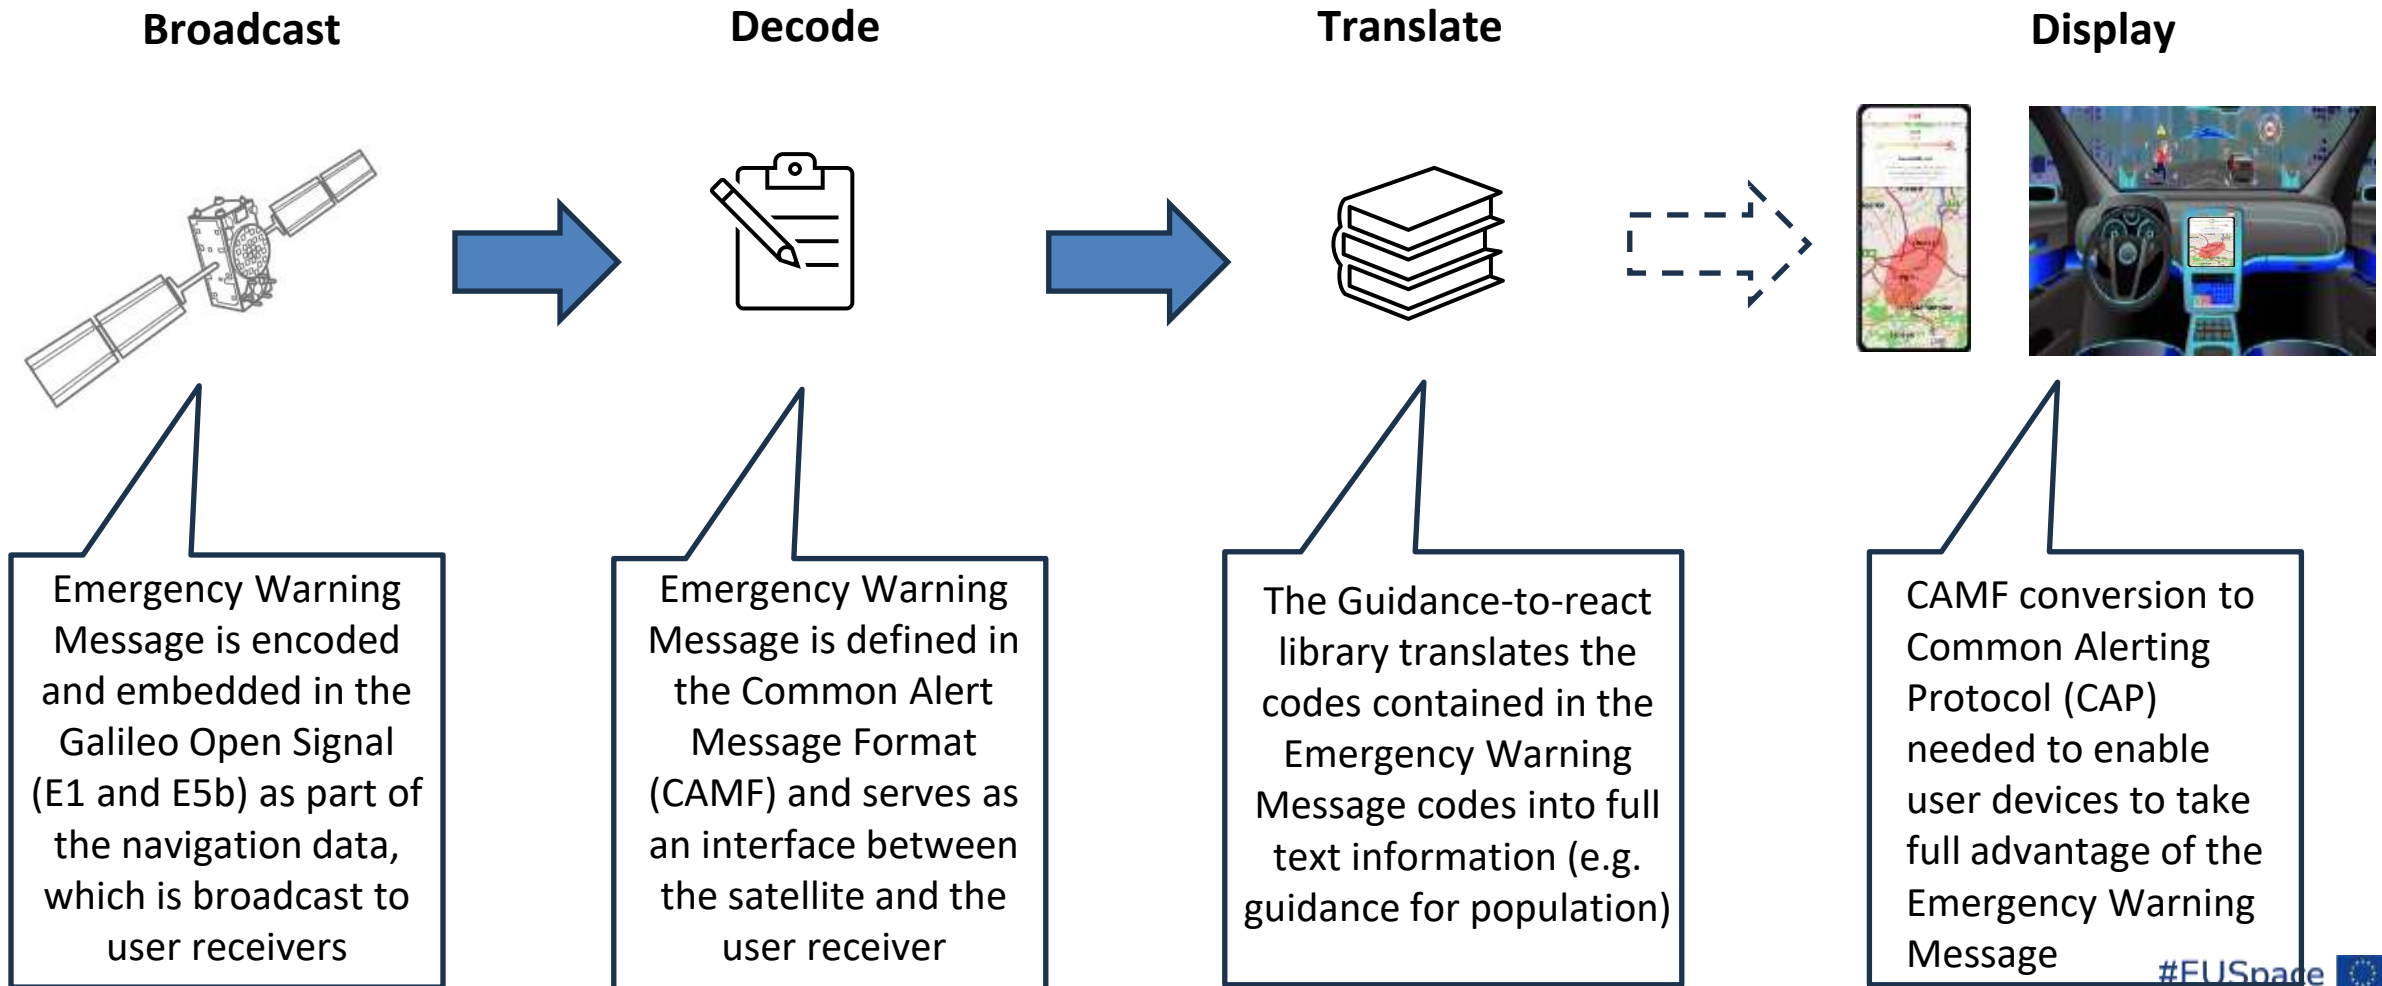 Broadcast
Decode
Translate
Display
Emergency Warning
Message is encoded
and embedded in the
Galileo Open Signal
(E1 and E5b) as part of
the navigation data,
which is broadcast to
user receivers
Emergency Warning
Message is defined in
the Common Alert
Message Format
(CAMF) and serves as
an interface between
the satellite and the
user receiver
The Guidance-to-react
library translates the
codes contained in the
Emergency Warning
Message codes into full
text information (e.g.
guidance for population)
CAMF conversion to
Common Alerting
Protocol (CAP)
needed to enable
user devices to take
full advantage of the
Emergency Warning
Message
#EUSpace